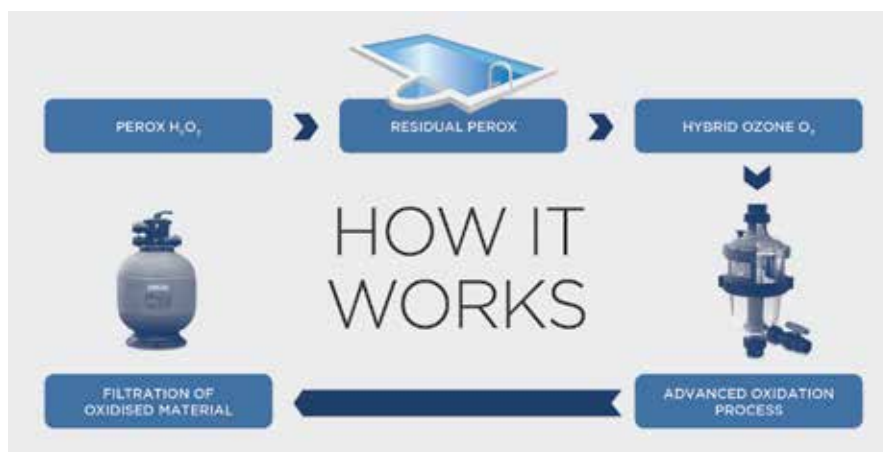 PEROX H₂O₂
RESIDUAL PEROX
HYBRID OZONE O₃
HOW IT
WORKS
FILTRATION OF
OXIDISED MATERIAL
ADVANCED OXIDATION
PROCESS